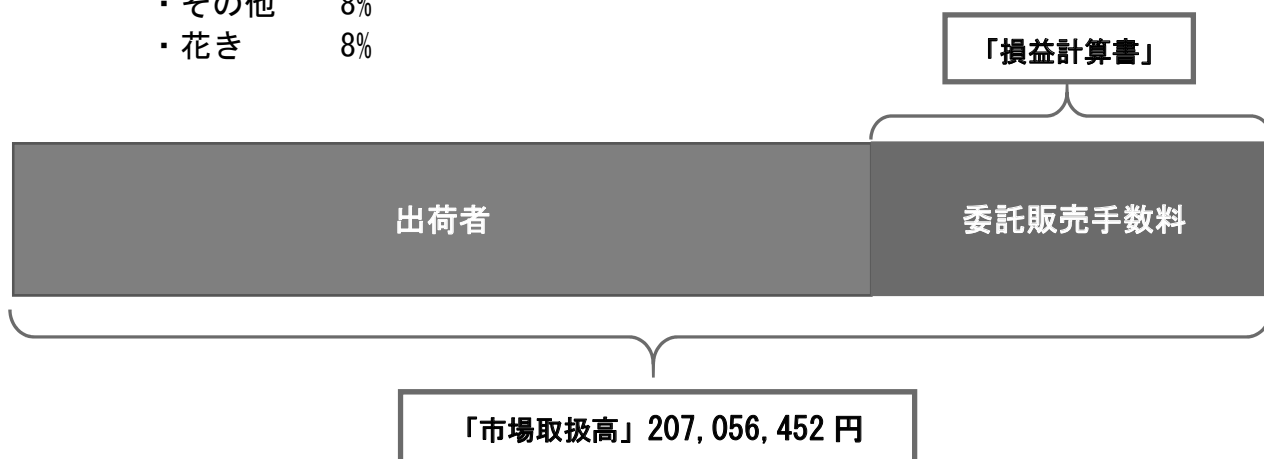 ・その他 8%
・花き 8%
「損益計算書」
出荷者
委託販売手数料
「市場取扱高」207,056,452 円